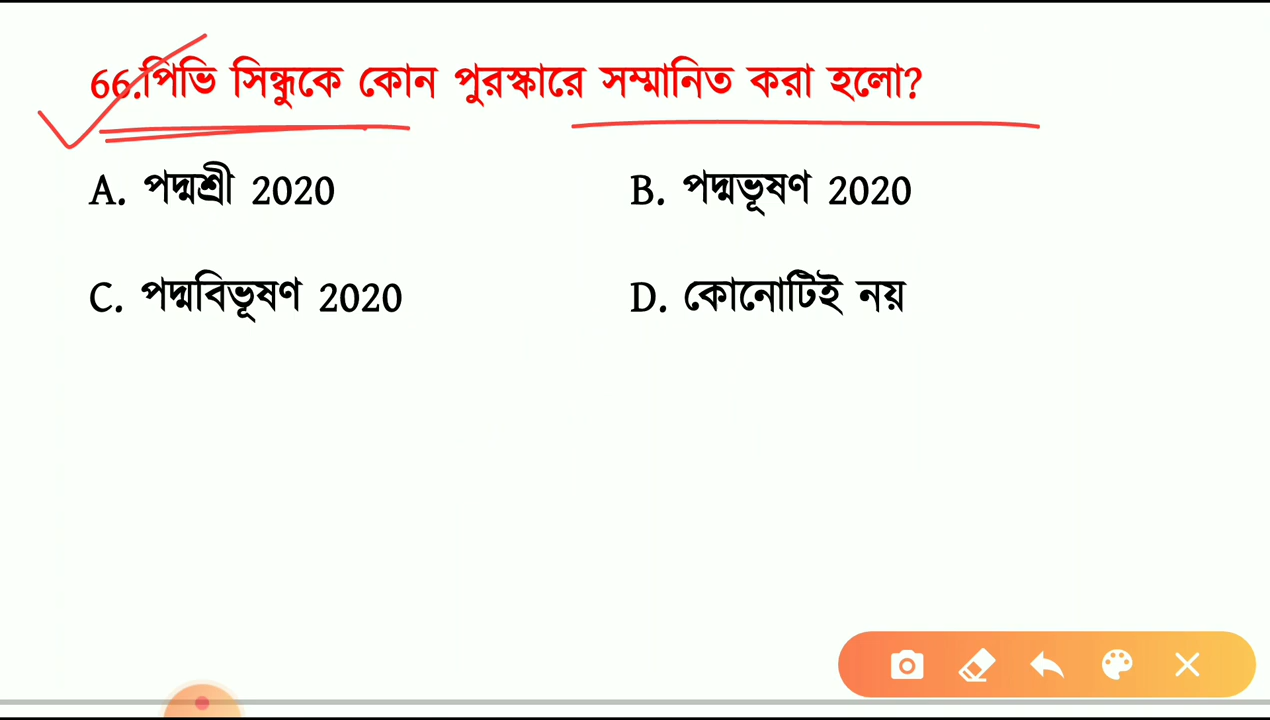 66.পিভি সিন্ধুকে কোন পুরস্কারে সম্মানিত করা হলো?
A. পদ্মশ্রী 2020 B. পদ্মভূষণ 2020
C. পদ্মবিভূষণ 2020 D. কোনোটিই নয়